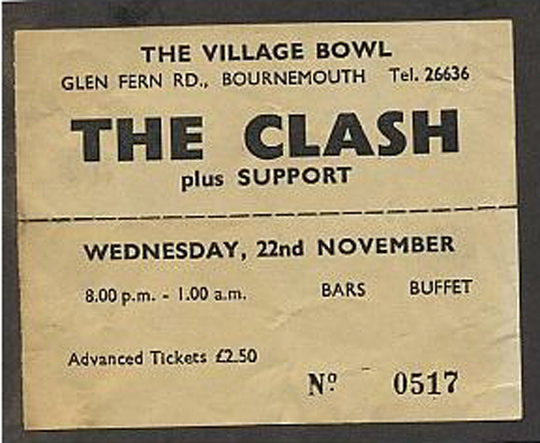 THE VILLAGE BOWL
GLEN FERN RD., BOURNEMOUTH Tel. 26636
THE CLASH
plus SUPPORT
WEDNESDAY, 22nd NOVEMBER
8.00 p.m. - 1.00 a.m. BARS BUFFET
Advanced Tickets £2.50
Nº 0517